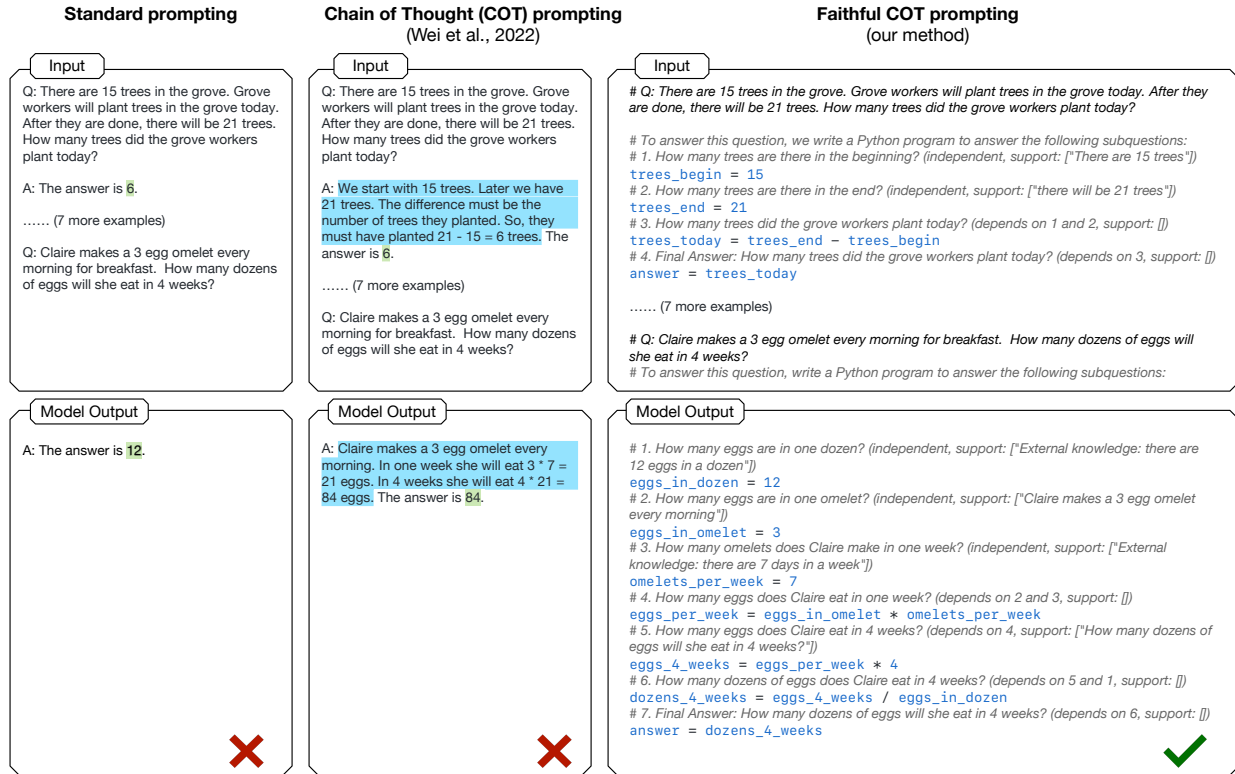 Standard prompting
Input
Q: There are 15 trees in the grove. Grove
workers will plant trees in the grove today.
After they are done, there will be 21 trees.
How many trees did the grove workers
plant today?
A: The answer is 6.
...... (7 more examples)
Q: Claire makes a 3 egg omelet every
morning for breakfast.  How many dozens
of eggs will she eat in 4 weeks?
Model Output
A: The answer is 12.
Chain of Thought (COT) prompting
(Wei et al., 2022)
Input
Q: There are 15 trees in the grove. Grove
workers will plant trees in the grove today.
After they are done, there will be 21 trees.
How many trees did the grove workers
plant today?
A: We start with 15 trees. Later we have
21 trees. The difference must be the
number of trees they planted. So, they
must have planted 21 - 15 = 6 trees. The
answer is 6.
...... (7 more examples)
Q: Claire makes a 3 egg omelet every
morning for breakfast.  How many dozens
of eggs will she eat in 4 weeks?
Model Output
A: Claire makes a 3 egg omelet every
morning. In one week she will eat 3 * 7 =
21 eggs. In 4 weeks she will eat 4 * 21 =
84 eggs. The answer is 84.
Faithful COT prompting
(our method)
Input
# Q: There are 15 trees in the grove. Grove workers will plant trees in the grove today. After they
are done, there will be 21 trees. How many trees did the grove workers plant today?
# To answer this question, we write a Python program to answer the following subquestions:
# 1. How many trees are there in the beginning? (independent, support: ["There are 15 trees"])
trees_begin = 15
# 2. How many trees are there in the end? (independent, support: ["there will be 21 trees"])
trees_end = 21
# 3. How many trees did the grove workers plant today? (depends on 1 and 2, support: [])
trees_today = trees_end − trees_begin
# 4. Final Answer: How many trees did the grove workers plant today? (depends on 3, support: [])
answer = trees_today
...... (7 more examples)
# Q: Claire makes a 3 egg omelet every morning for breakfast.  How many dozens of eggs will
she eat in 4 weeks?
# To answer this question, write a Python program to answer the following subquestions:
Model Output
# 1. How many eggs are in one dozen? (independent, support: ["External knowledge: there are
12 eggs in a dozen"])
eggs_in_dozen = 12
# 2. How many eggs are in one omelet? (independent, support: ["Claire makes a 3 egg omelet
every morning"])
eggs_in_omelet = 3
# 3. How many omelets does Claire make in one week? (independent, support: ["External
knowledge: there are 7 days in a week"])
omelets_per_week = 7
# 4. How many eggs does Claire eat in one week? (depends on 2 and 3, support: [])
eggs_per_week = eggs_in_omelet * omelets_per_week
# 5. How many eggs does Claire eat in 4 weeks? (depends on 4, support: ["How many dozens of
eggs will she eat in 4 weeks?"])
eggs_4_weeks = eggs_per_week * 4
# 6. How many dozens of eggs does Claire eat in 4 weeks? (depends on 5 and 1, support: [])
dozens_4_weeks = eggs_4_weeks / eggs_in_dozen
# 7. Final Answer: How many dozens of eggs will she eat in 4 weeks? (depends on 6, support: [])
answer = dozens_4_weeks